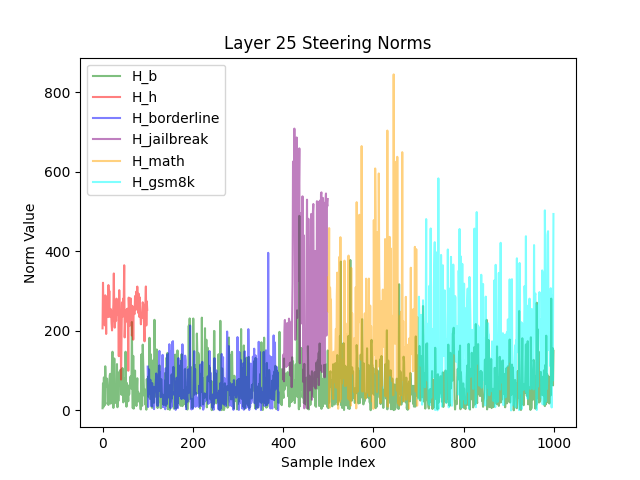 Layer 25 Steering Norms
H_b
H_h
H_borderline
H_jailbreak
H_math
H_gsm8k
800
600
400
200
0
Norm Value
0 200 400 600 800 1000
Sample Index